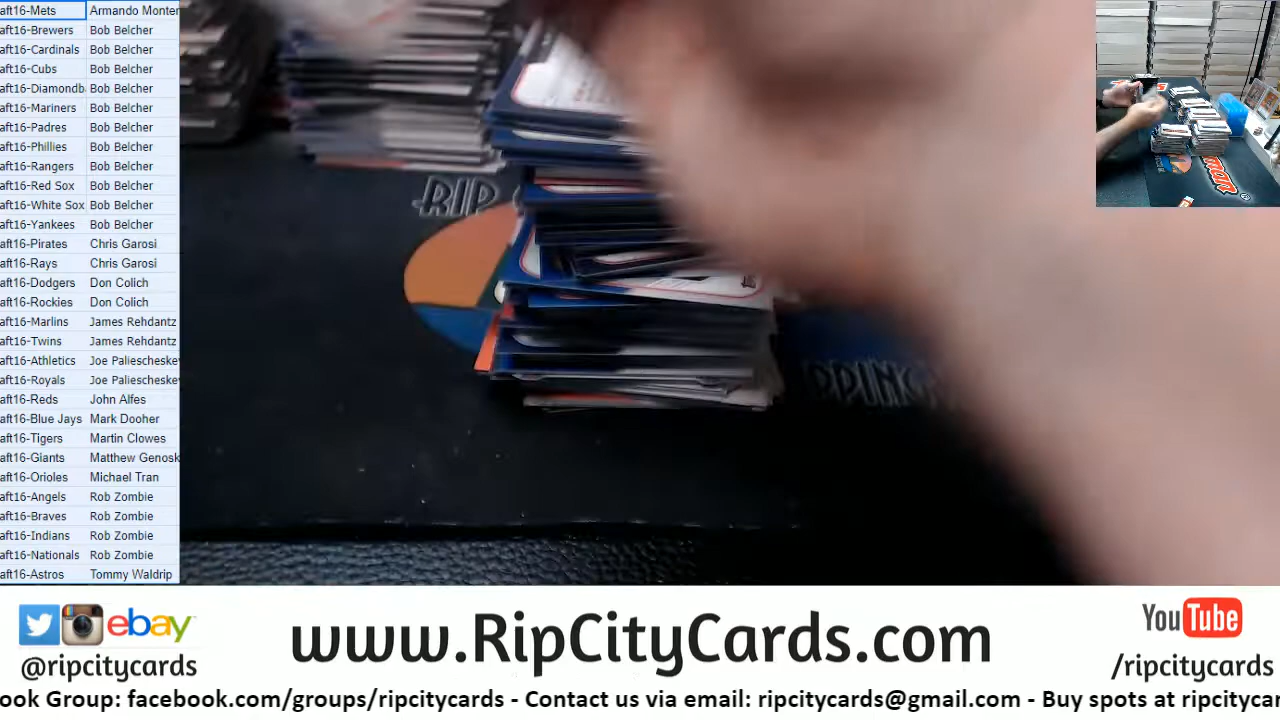 aft16-Mets Armando Monter
aft16-Brewers Bob Belcher
aft16-Cardinals Bob Belcher
aft16-Cubs Bob Belcher
aft16-Diamondb Bob Belcher
aft16-Mariners Bob Belcher
aft16-Padres Bob Belcher
aft16-Phillies Bob Belcher
aft16-Rangers Bob Belcher
aft16-Red Sox Bob Belcher
aft16-White Sox Bob Belcher
aft16-Yankees Bob Belcher
aft16-Pirates Chris Garosi
aft16-Rays Chris Garosi
aft16-Dodgers Don Colich
aft16-Rockies Don Colich
aft16-Marlins James Rehdantz
aft16-Twins James Rehdantz
aft16-Athletics Joe Paliescheskey
aft16-Royals Joe Paliescheskey
aft16-Reds John Alfes
aft16-Blue Jays Mark Dooher
aft16-Tigers Martin Clowes
aft16-Giants Matthew Genosk
aft16-Orioles Michael Tran
aft16-Angels Rob Zombie
aft16-Braves Rob Zombie
aft16-Indians Rob Zombie
aft16-Nationals Rob Zombie
aft16-Astros Tommy Waldrip
RIP
ebay
@ripcitycards
www.RipCityCards.com
YouTube
/ripcitycards
ook Group: facebook.com/groups/ripcitycards - Contact us via email: ripcitycards@gmail.com - Buy spots at ripcitycar